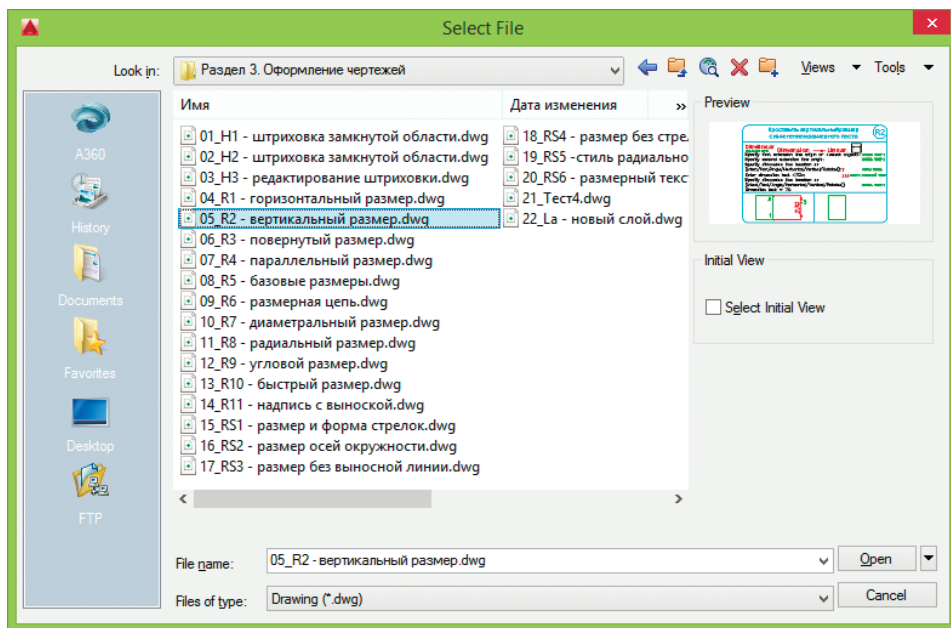 Select File
Look in:
Раздел 3. Оформление чертежей
Views
Tools
A360
History
Documents
Favorites
Desktop
FTP
Имя
Дата изменения
»
01_H1 - штриховка замкнутой области.dwg
02_H2 - штриховка замкнутой области.dwg
03_H3 - редактирование штриховки.dwg
04_R1 - горизонтальный размер.dwg
05_R2 - вертикальный размер.dwg
06_R3 - повернутый размер.dwg
07_R4 - параллельный размер.dwg
08_R5 - базовые размеры.dwg
09_R6 - размерная цепь.dwg
10_R7 - диаметральный размер.dwg
11_R8 - радиальный размер.dwg
12_R9 - угловой размер.dwg
13_R10 - быстрый размер.dwg
14_R11 - надпись с выноской.dwg
15_RS1 - размер и форма стрелок.dwg
16_RS2 - размер осей окружности.dwg
17_RS3 - размер без выносной линии.dwg
18_RS4 - размер без стре
19_RS5 -стиль радиально
20_RS6 - размерный текс
21_Тест4.dwg
22_La - новый слой.dwg
Preview
R2
Initial View
Select Initial View
File name:
05_R2 - вертикальный размер.dwg
Open
Files of type:
Drawing (*.dwg)
Cancel